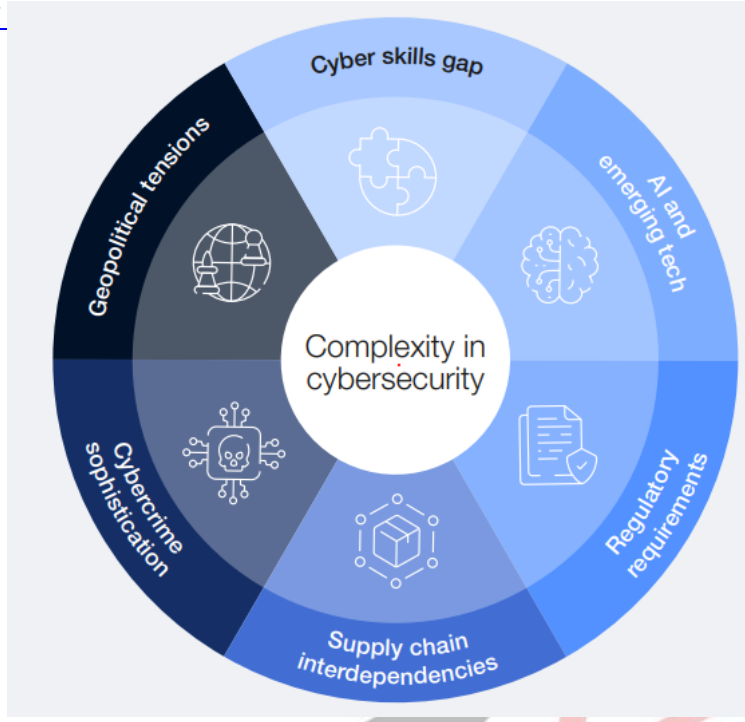 Cyber skills gap
AI and
emerging tech
Regulatory
requirements
Supply chain
interdependencies
Cybercrime
sophistication
Geopolitical tensions
Complexity in
cybersecurity